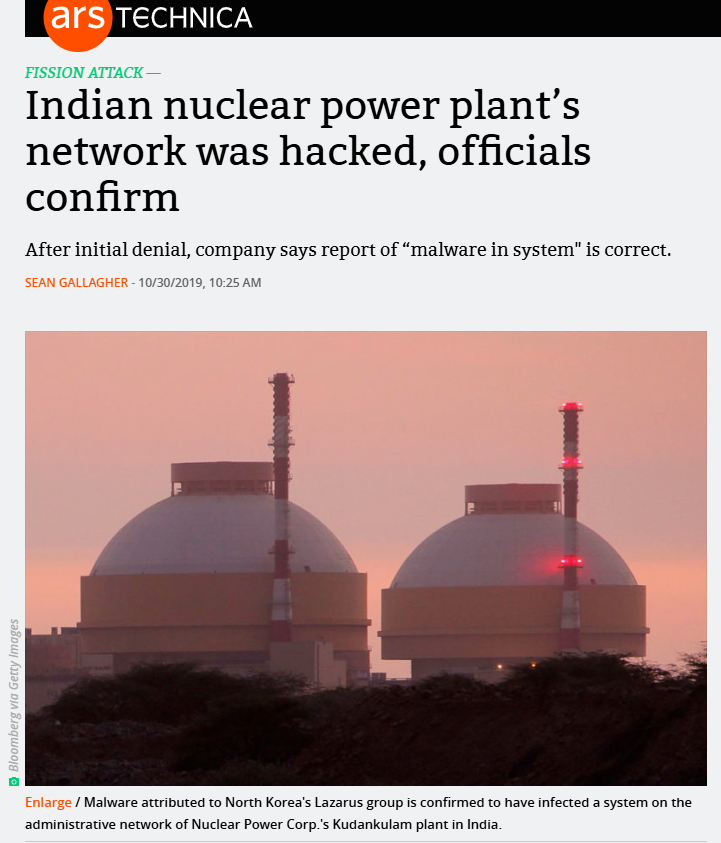 ars TECHNICA
FISSION ATTACK —
Indian nuclear power plant’s
network was hacked, officials
confirm
After initial denial, company says report of “malware in system" is correct.
SEAN GALLAGHER - 10/30/2019, 10:25 AM
Bloomberg via Getty Images
Enlarge / Malware attributed to North Korea's Lazarus group is confirmed to have infected a system on the
administrative network of Nuclear Power Corp.'s Kudankulam plant in India.